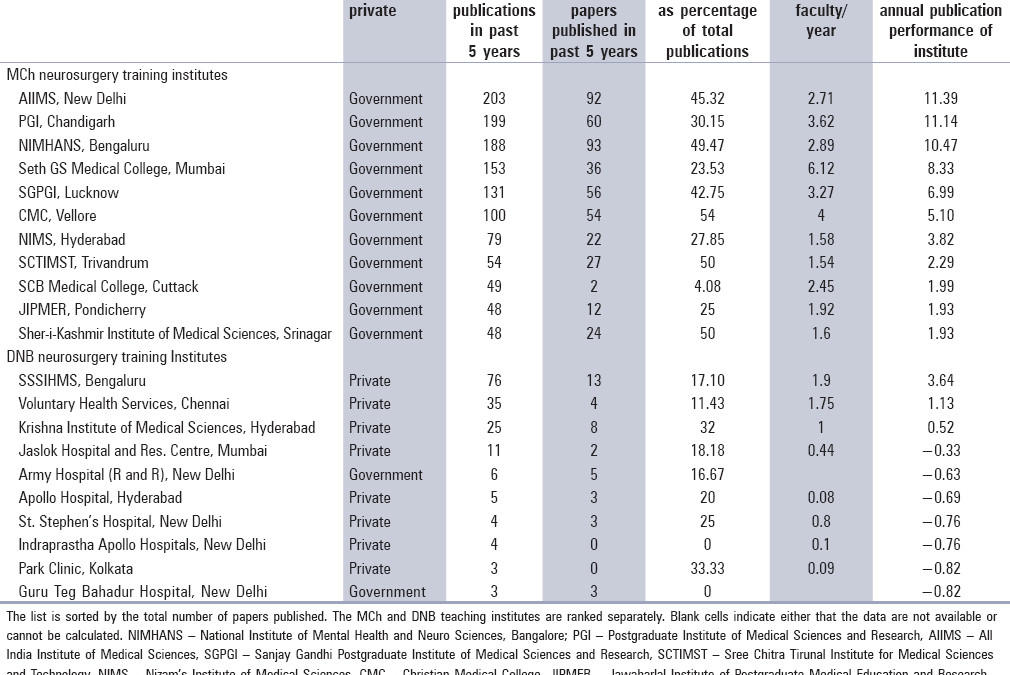 private publications papers as percentage faculty/ annual publication
in past published in of total year performance of
5 years past 5 years publications institute
MCh neurosurgery training institutes
AIIMS, New Delhi Government 203 92 45.32 2.71 11.39
PGI, Chandigarh Government 199 60 30.15 3.62 11.14
NIMHANS, Bengaluru Government 188 93 49.47 2.89 10.47
Seth GS Medical College, Mumbai Government 153 36 23.53 6.12 8.33
SGPGI, Lucknow Government 131 56 42.75 3.27 6.99
CMC, Vellore Government 100 54 54 4 5.10
NIMS, Hyderabad Government 79 22 27.85 1.58 3.82
SCTIMST, Trivandrum Government 54 27 50 1.54 2.29
SCB Medical College, Cuttack Government 49 2 4.08 2.45 1.99
JIPMER, Pondicherry Government 48 12 25 1.92 1.93
Sher-i-Kashmir Institute of Medical Sciences, Srinagar Government 48 24 50 1.6 1.93
DNB neurosurgery training Institutes
SSSIHMS, Bengaluru Private 76 13 17.10 1.9 3.64
Voluntary Health Services, Chennai Private 35 4 11.43 1.75 1.13
Krishna Institute of Medical Sciences, Hyderabad Private 25 8 32 1 0.52
Jaslok Hospital and Res. Centre, Mumbai Private 11 2 18.18 0.44 −0.33
Army Hospital (R and R), New Delhi Government 6 5 16.67 −0.63
Apollo Hospital, Hyderabad Private 5 3 20 0.08 −0.69
St. Stephen's Hospital, New Delhi Private 4 3 25 0.8 −0.76
Indraprastha Apollo Hospitals, New Delhi Private 4 0 0 0.1 −0.76
Park Clinic, Kolkata Private 3 0 33.33 0.09 −0.82
Guru Teg Bahadur Hospital, New Delhi Government 3 3 0 −0.82
The list is sorted by the total number of papers published. The MCh and DNB teaching institutes are ranked separately. Blank cells indicate either that the data are not available or
cannot be calculated. NIMHANS – National Institute of Mental Health and Neuro Sciences, Bangalore; PGI – Postgraduate Institute of Medical Sciences and Research, AIIMS – All
India Institute of Medical Sciences, SGPGI – Sanjay Gandhi Postgraduate Institute of Medical Sciences and Research, SCTIMST – Sree Chitra Tirunal Institute for Medical Sciences
and Technology, NIMS – Nizam's Institute of Medical Sciences, CMC – Christian Medical College, JIPMER – Jawaharlal Institute of Postgraduate Medical Education and Research